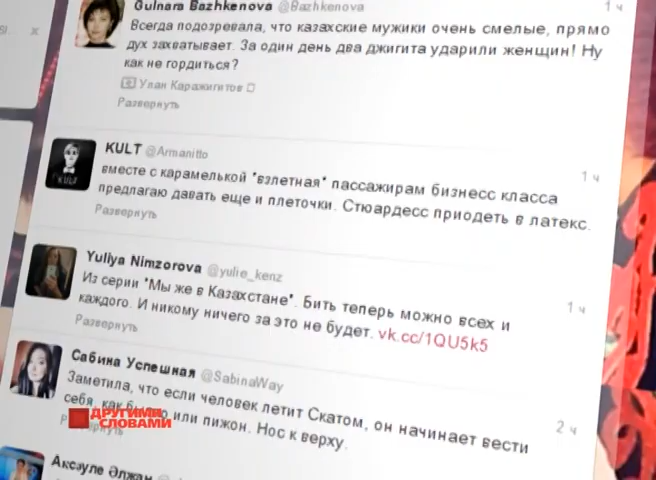 Gulnara Bazhkenova @Bazhkenova 1 ч
Всегда подозревала, что казахские мужики очень смелые, прямо
дух захватывает. За один день два джигита ударили женщин! Ну
как не гордиться?
Улан Каражигитов
Развернуть
KULT @Armanitto 1 ч
вместе с карамелькой "взлетная" пассажирам бизнесс класса
предлагаю давать еще и плеточки. Стюардесс приодеть в латекс.
Развернуть
Yuliya Nimzorova @yulie_kenz 1 ч
Из серии "Мы же в Казахстане". Бить теперь можно всех и
каждого. И никому ничего за это не будет. vk.cc/1QU5k5
Развернуть
Сабина Успешная @SabinaWay 2 ч
Заметила, что если человек летит Скатом, он начинает вести
себя, как или пижон. Нос к верху.
ДРУГИМИ
СЛОВАМИ
Аксауле Әлжан